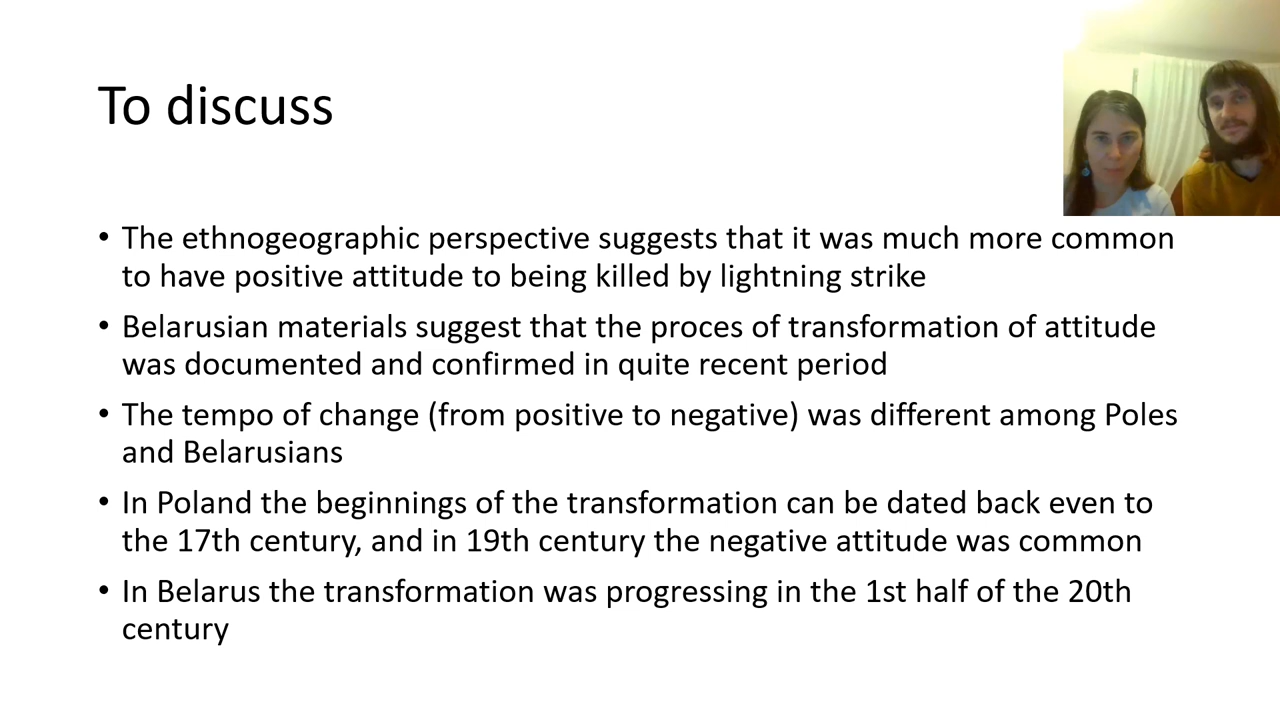 To discuss
• The ethnogeographic perspective suggests that it was much more common
to have positive attitude to being killed by lightning strike
• Belarusian materials suggest that the proces of transformation of attitude
was documented and confirmed in quite recent period
• The tempo of change (from positive to negative) was different among Poles
and Belarusians
• In Poland the beginnings of the transformation can be dated back even to
the 17th century, and in 19th century the negative attitude was common
• In Belarus the transformation was progressing in the 1st half of the 20th
century